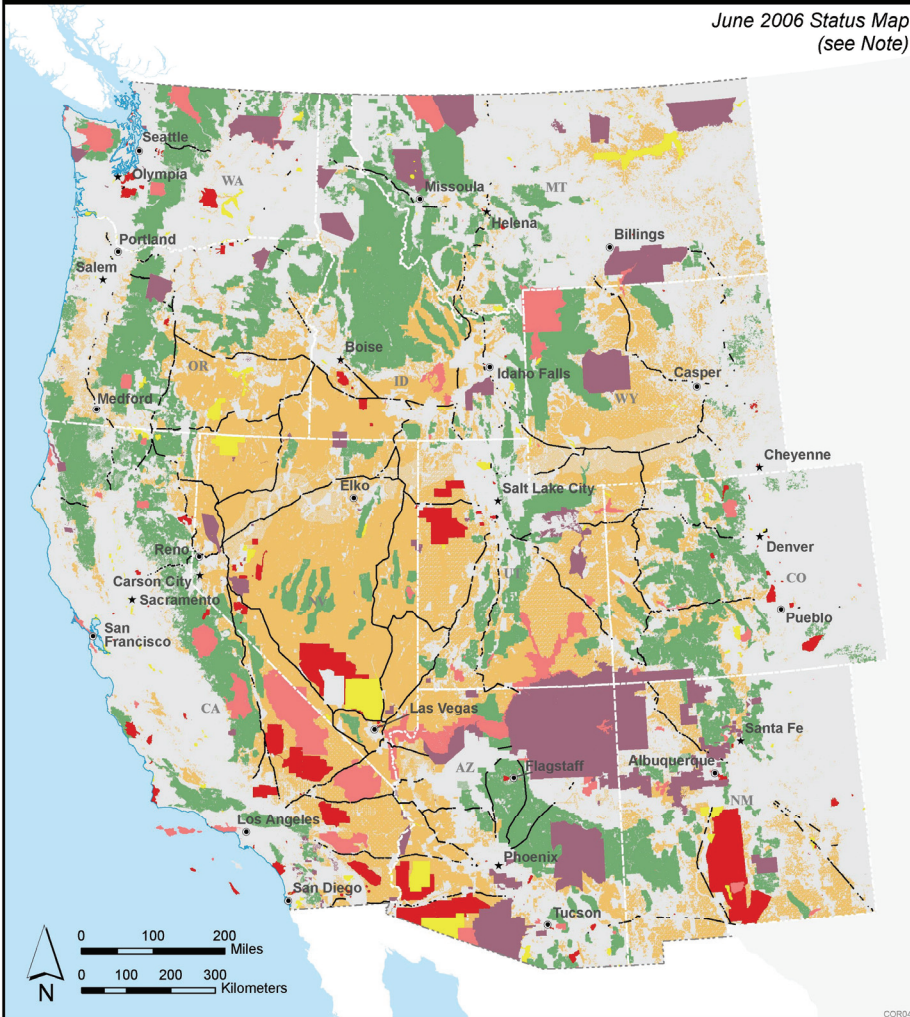 June 2006 Status Map
(see Note)
Seattle
Olympia
WA
Missoula
MT
Helena
Portland
Billings
Salem
Boise
OR
ID
Idaho Falls
Casper
WY
Medford
Cheyenne
Elko
Salt Lake City
Reno
Denver
Carson City
UT
CO
Sacramento
NV
Pueblo
San
Francisco
CA
Las Vegas
Santa Fe
AZ
Flagstaff
Albuquerque
NM
Los Angeles
Phoenix
San Diego
Tucson
0 100 200
Miles
0 100 200 300
Kilometers
N
COR04